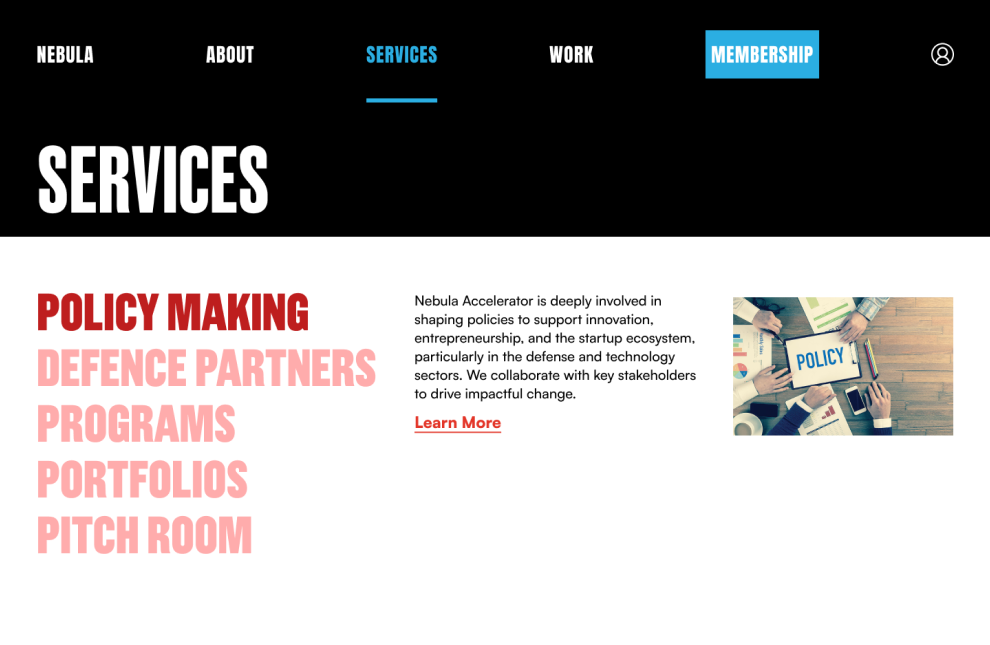 NEBULA
ABOUT
SERVICES
WORK
MEMBERSHIP
SERVICES
POLICY MAKING
DEFENCE PARTNERS
PROGRAMS
PORTFOLIOS
PITCH ROOM
Nebula Accelerator is deeply involved in
shaping policies to support innovation,
entrepreneurship, and the startup ecosystem,
particularly in the defense and technology
sectors. We collaborate with key stakeholders
to drive impactful change.
Learn More
POLICY